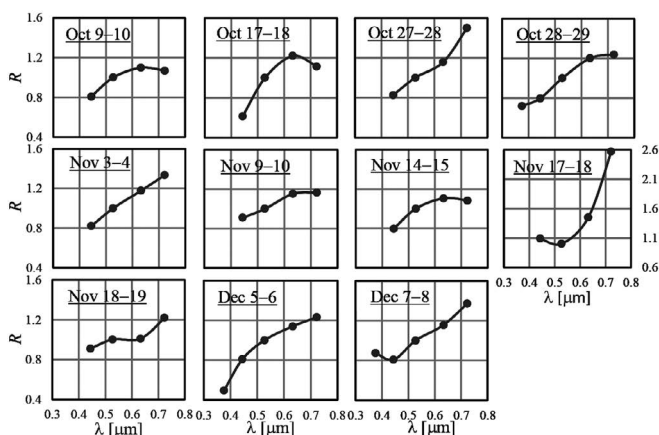 1.6
1.2
0.8
0.4
R
Oct 9–10
Oct 17–18
Oct 27–28
Oct 28–29
1.6
1.2
0.8
0.4
R
Nov 3–4
Nov 9–10
Nov 14–15
Nov 17–18
2.6
2.1
1.6
1.1
0.6
0.3 0.4 0.5 0.6 0.7 0.8
λ [μm]
1.6
1.2
0.8
0.4
R
Nov 18–19
Dec 5–6
Dec 7–8
0.3 0.4 0.5 0.6 0.7 0.8
λ [μm]
0.3 0.4 0.5 0.6 0.7 0.8
λ [μm]
0.3 0.4 0.5 0.6 0.7 0.8
λ [μm]